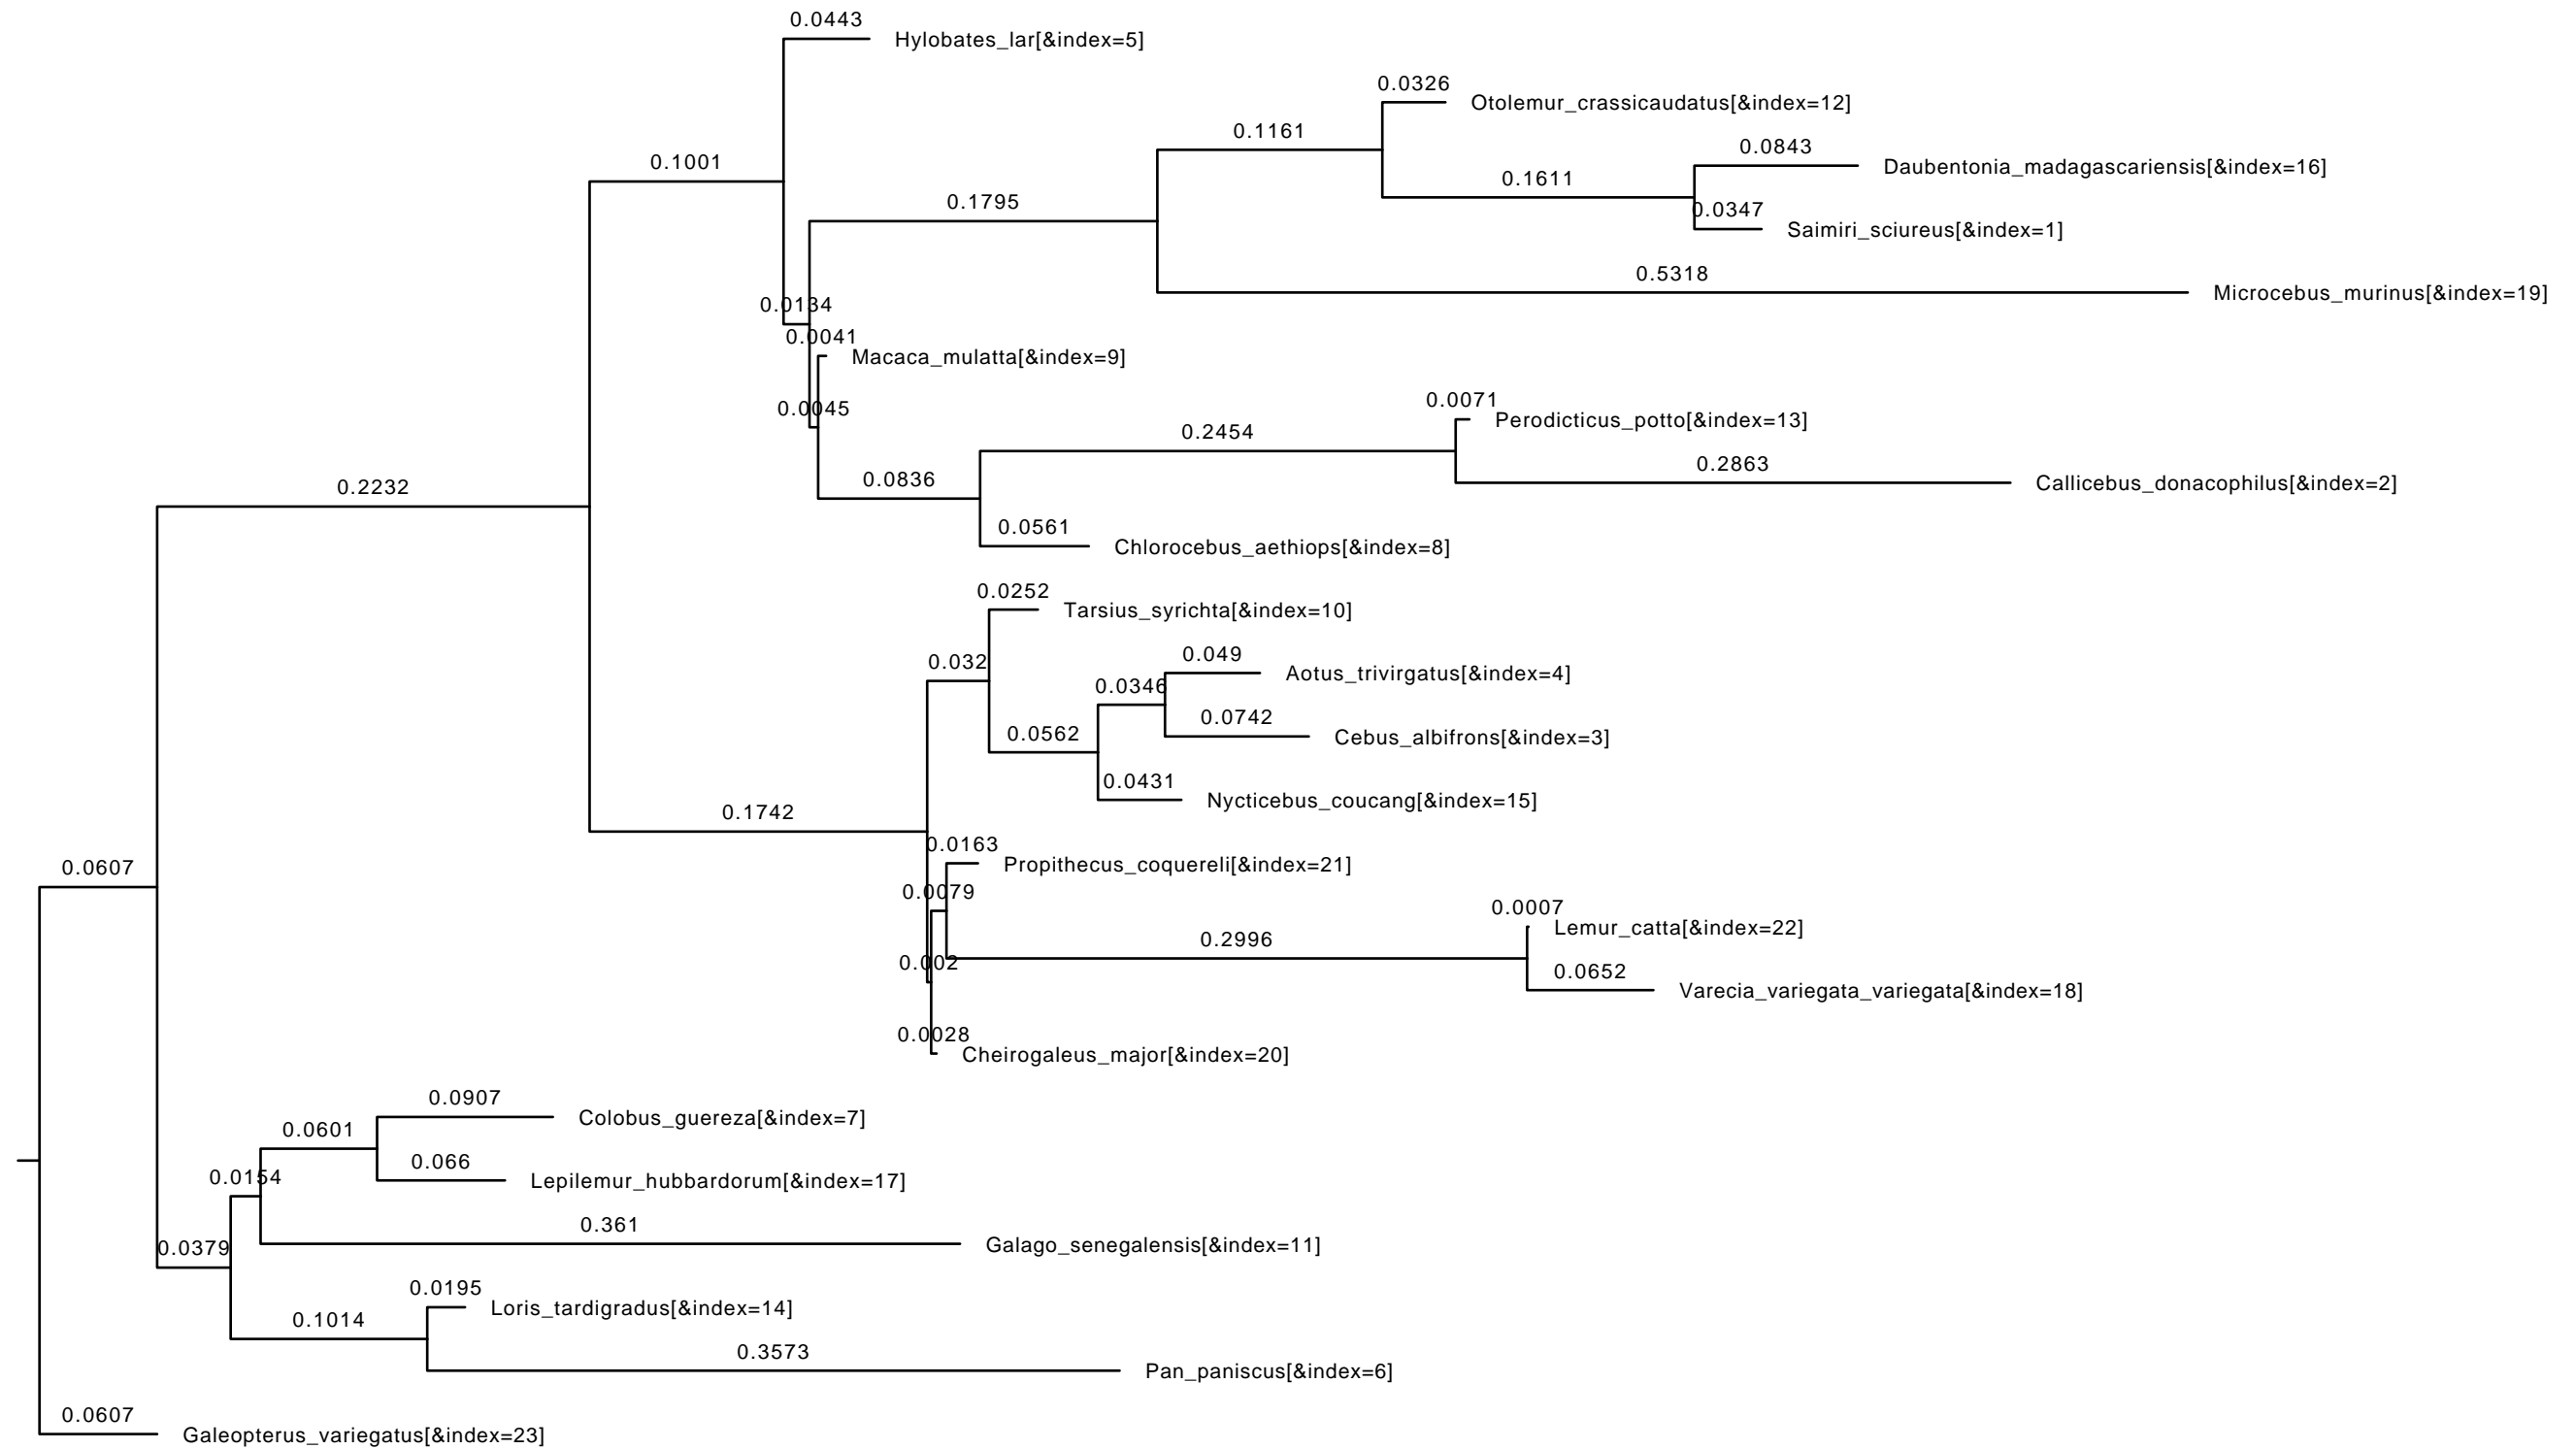 0.0443
Hylobates_lar[&index=5]
0.0326
Otolemur_crassicaudatus[&index=12]
0.1161
0.0843
Daubentonia_madagascariensis[&index=16]
0.1001
0.1611
0.1795
0.0347
Saimiri_sciureus[&index=1]
0.5318
Microcebus_murinus[&index=19]
0.0134
0.0041
Macaca_mulatta[&index=9]
0.0071
0.0045
Perodicticus_potto[&index=13]
0.2454
0.2863
0.0836
Callicebus_donacophilus[&index=2]
0.2232
0.0561
Chlorocebus_aethiops[&index=8]
0.0252
Tarsius_syrichta[&index=10]
0.049
0.032
Aotus_trivirgatus[&index=4]
0.0346
0.0742
0.0562
Cebus_albifrons[&index=3]
0.0431
Nycticebus_coucang[&index=15]
0.1742
0.0163
Propithecus_coquereli[&index=21]
0.0607
0.0079
0.0007
Lemur_catta[&index=22]
0.2996
0.002
0.0652
Varecia_variegata_variegata[&index=18]
0.0028
Cheirogaleus_major[&index=20]
0.0907
Colobus_guereza[&index=7]
0.0601
0.066
0.0154
Lepilemur_hubbardorum[&index=17]
0.361
0.0379
Galago_senegalensis[&index=11]
0.0195
Loris_tardigradus[&index=14]
0.1014
0.3573
Pan_paniscus[&index=6]
0.0607
Galeopterus_variegatus[&index=23]